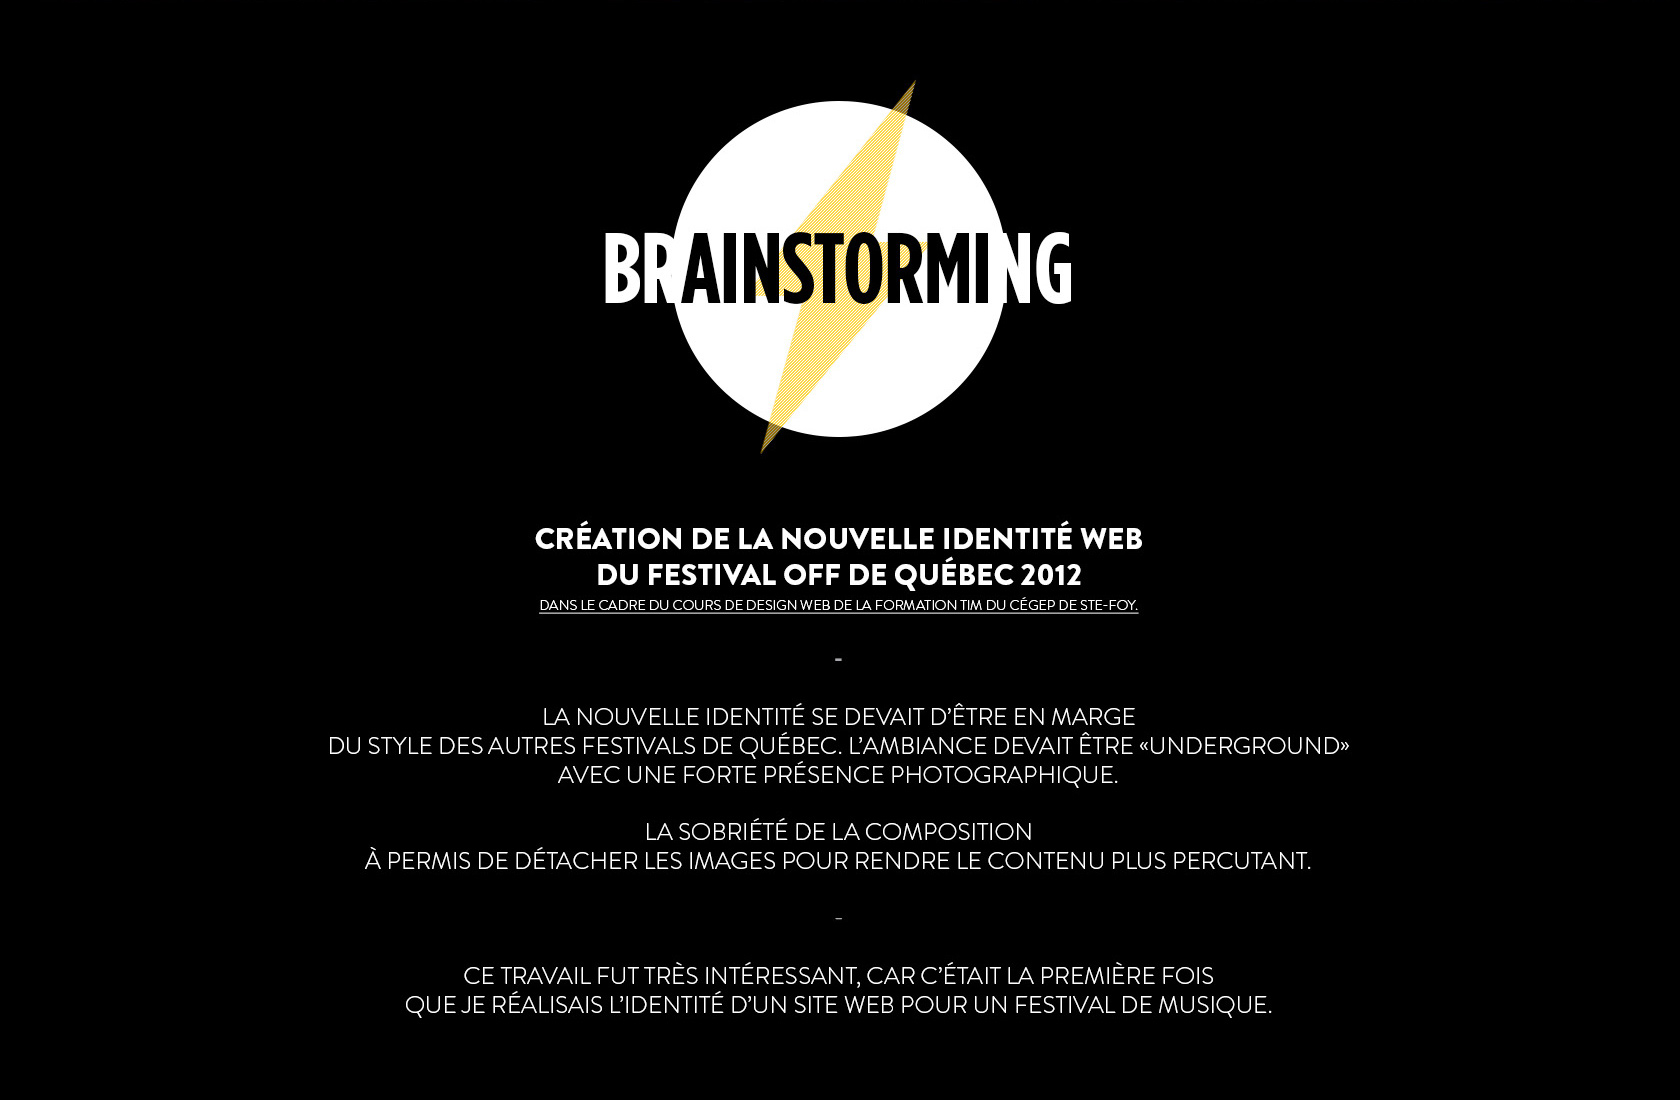 BRAINSTORMING
CRÉATION DE LA NOUVELLE IDENTITÉ WEB
DU FESTIVAL OFF DE QUÉBEC 2012
DANS LE CADRE DU COURS DE DESIGN WEB DE LA FORMATION TIM DU CÉGEP DE STE-FOY.
-
LA NOUVELLE IDENTITÉ SE DEVAIT D’ÊTRE EN MARGE
DU STYLE DES AUTRES FESTIVALS DE QUÉBEC. L’AMBIANCE DEVAIT ÊTRE «UNDERGROUND»
AVEC UNE FORTE PRÉSENCE PHOTOGRAPHIQUE.
LA SOBRIÉTÉ DE LA COMPOSITION
À PERMIS DE DÉTACHER LES IMAGES POUR RENDRE LE CONTENU PLUS PERCUTANT.
-
CE TRAVAIL FUT TRÈS INTÉRESSANT, CAR C’ÉTAIT LA PREMIÈRE FOIS
QUE JE RÉALISAIS L’IDENTITÉ D’UN SITE WEB POUR UN FESTIVAL DE MUSIQUE.